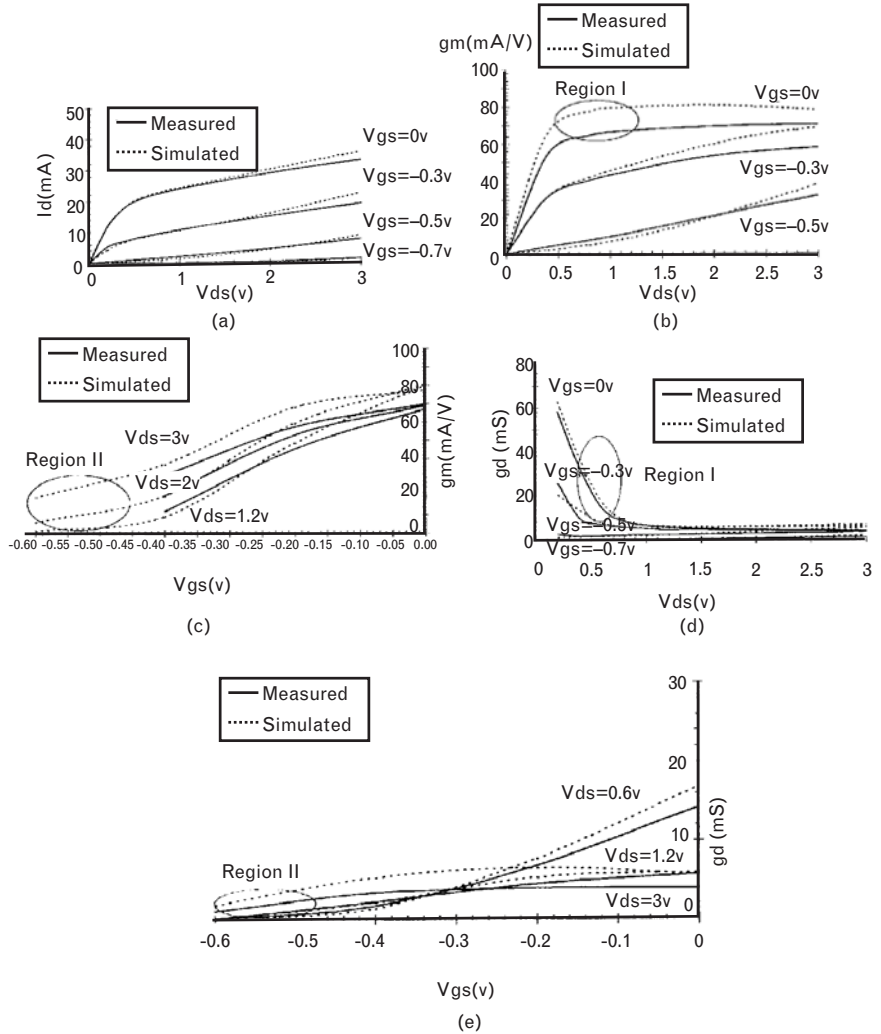 Measured
Simulated
50
40
30
20
10
0
Id(mA)
Vgs=0v
Vgs=–0.3v
Vgs=–0.5v
Vgs=–0.7v
0
1
2
3
Vds(v)
(a)
gm(mA/V)
Measured
Simulated
100
80
60
40
20
0
Region I
Vgs=0v
Vgs=–0.3v
Vgs=–0.5v
0
0.5
1
1.5
2
2.5
3
Vds(v)
(b)
Measured
Simulated
100
80
60
40
20
0
gm(mA/V)
Vds=3v
Region II
Vds=2v
Vds=1.2v
-0.60
-0.55
-0.50
-0.45
-0.40
-0.35
-0.30
-0.25
-0.20
-0.15
-0.10
-0.05
0.00
Vgs(v)
(c)
80
60
40
20
0
gd (mS)
Vgs=0v
Measured
Simulated
Vgs=–0.3v
Region I
Vgs=–0.5v
Vgs=–0.7v
0
0.5
1
1.5
2
2.5
3
Vds(v)
(d)
Measured
Simulated
30
20
10
0
gd (mS)
Vds=0.6v
Vds=1.2v
Vds=3v
Region II
-0.6
-0.5
-0.4
-0.3
-0.2
-0.1
0
Vgs(v)
(e)